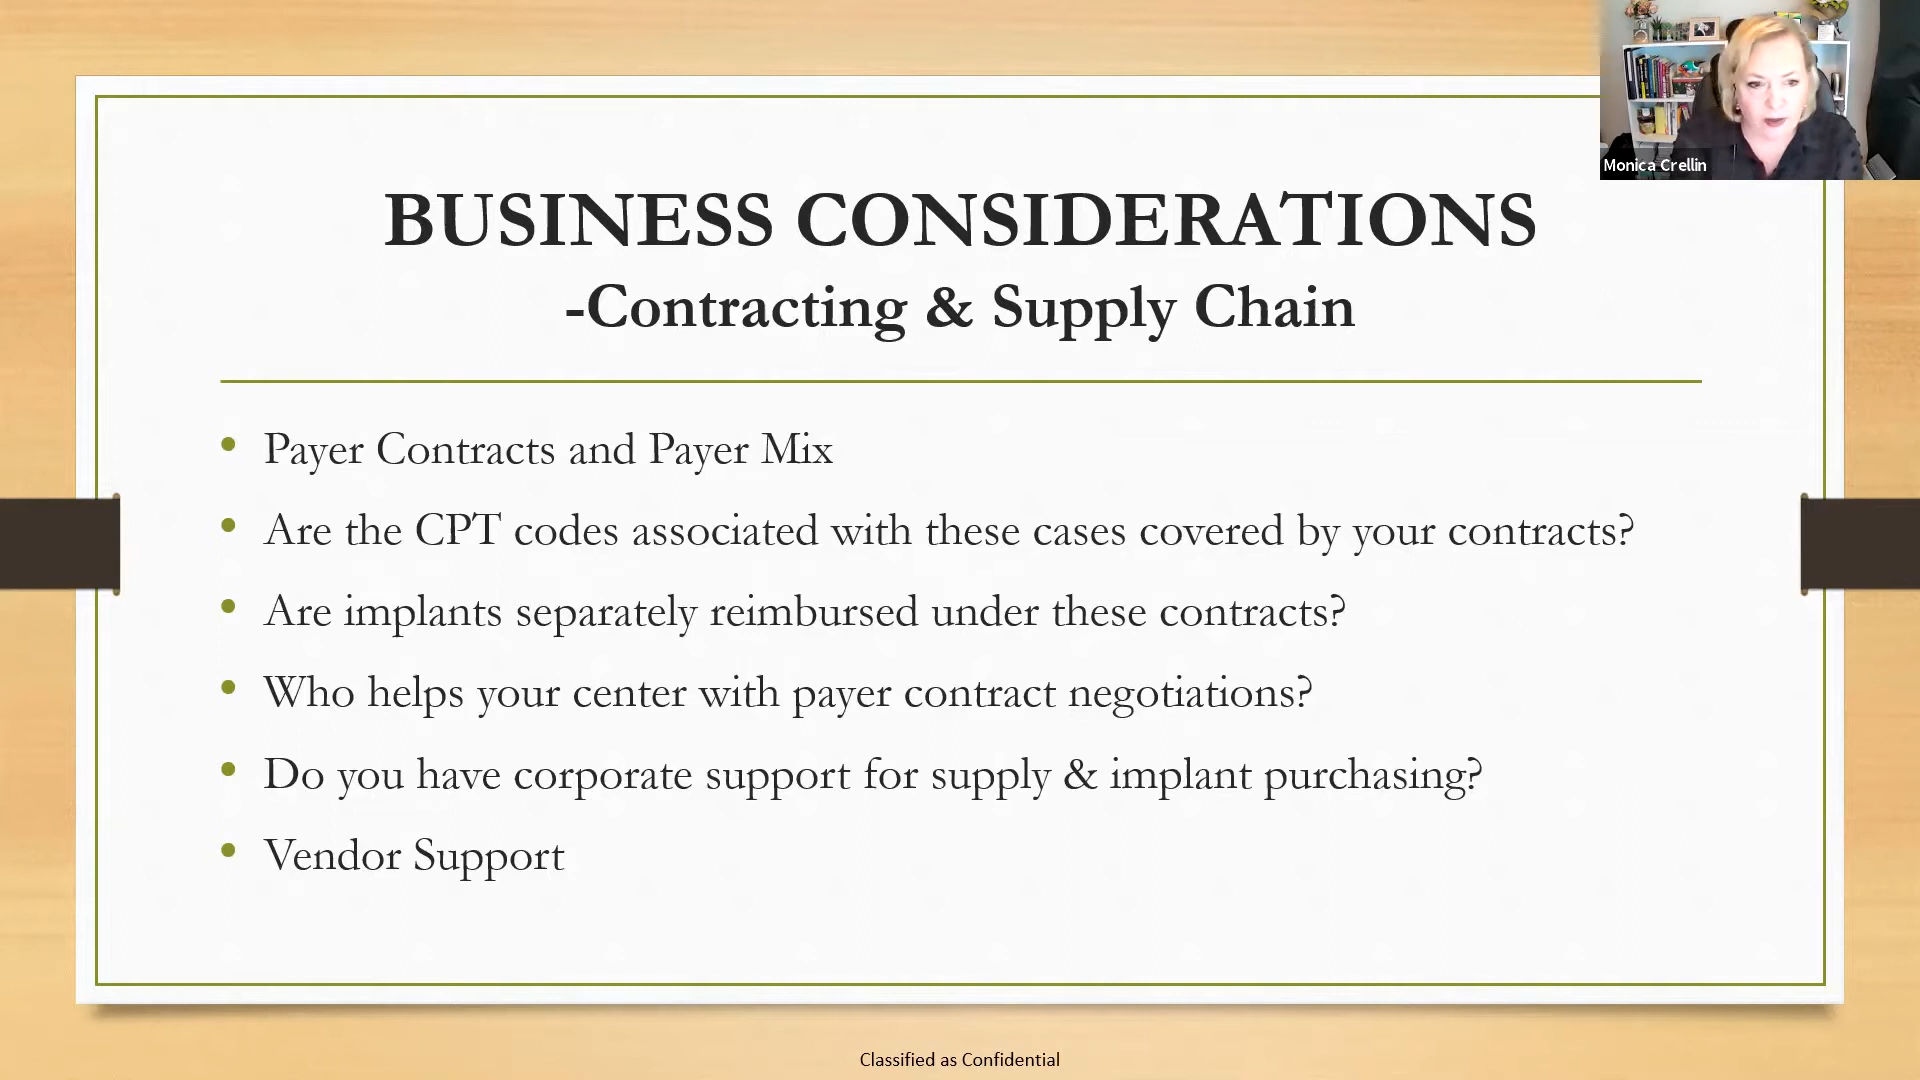 Monica Crellin
BUSINESS CONSIDERATIONS
-Contracting & Supply Chain
• Payer Contracts and Payer Mix
• Are the CPT codes associated with these cases covered by your contracts?
• Are implants separately reimbursed under these contracts?
• Who helps your center with payer contract negotiations?
• Do you have corporate support for supply & implant purchasing?
• Vendor Support
Classified as Confidential